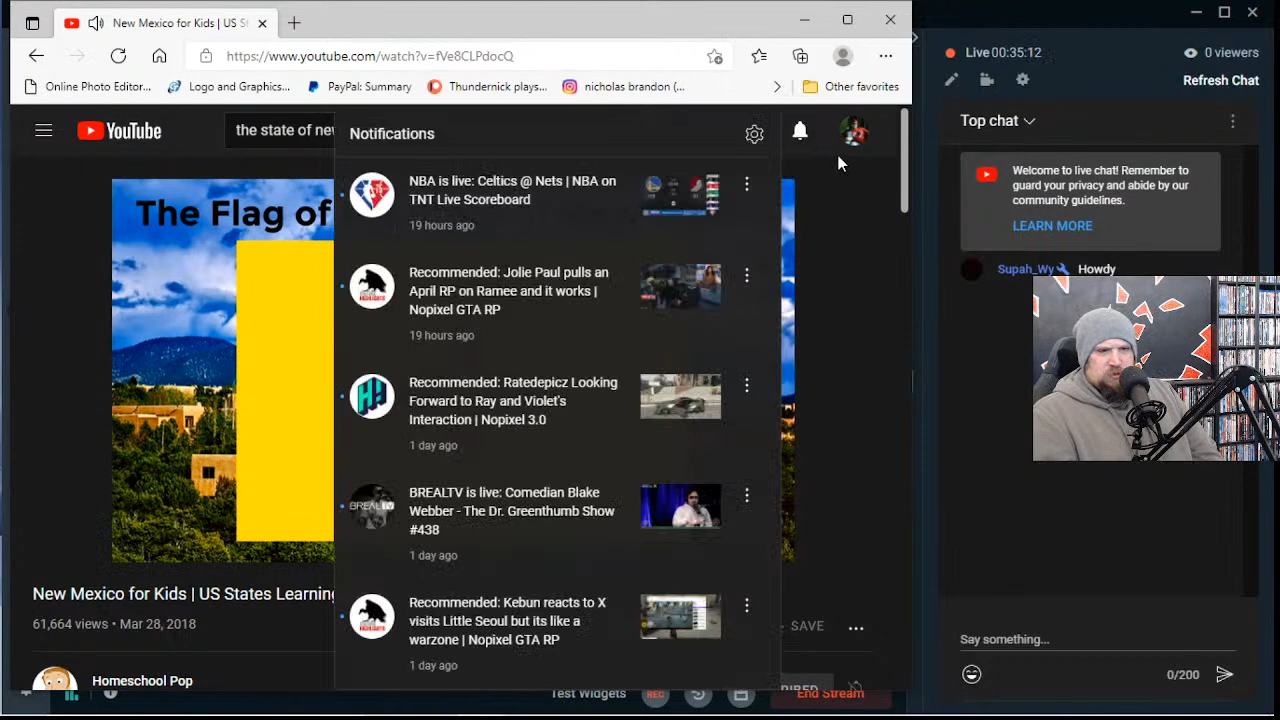 New Mexico for Kids | US St
https://www.youtube.com/watch?v=fVe8CLPdocQ
Online Photo Editor...
Logo and Graphics...
PayPal: Summary
Thundernick plays...
nicholas brandon (...
Other favorites
YouTube
the state of new
Notifications
The Flag of
NBA is live: Celtics @ Nets | NBA on
TNT Live Scoreboard
19 hours ago
Recommended: Jolie Paul pulls an
April RP on Ramee and it works |
Nopixel GTA RP
19 hours ago
Recommended: Ratedepicz Looking
Forward to Ray and Violet's
Interaction | Nopixel 3.0
1 day ago
BREALTV
BREALTV is live: Comedian Blake
Webber - The Dr. Greenthumb Show
#438
1 day ago
Recommended: Kebun reacts to X
visits Little Seoul but its like a
warzone | Nopixel GTA RP
1 day ago
New Mexico for Kids | US States Learning
61,664 views • Mar 28, 2018
SAVE
Homeschool Pop
Test Widgets
REC
End Stream
Live 00:35:12
0 viewers
Refresh Chat
Top chat
Welcome to live chat! Remember to
guard your privacy and abide by our
community guidelines.
LEARN MORE
Supah_Wy Howdy
Say something...
0/200